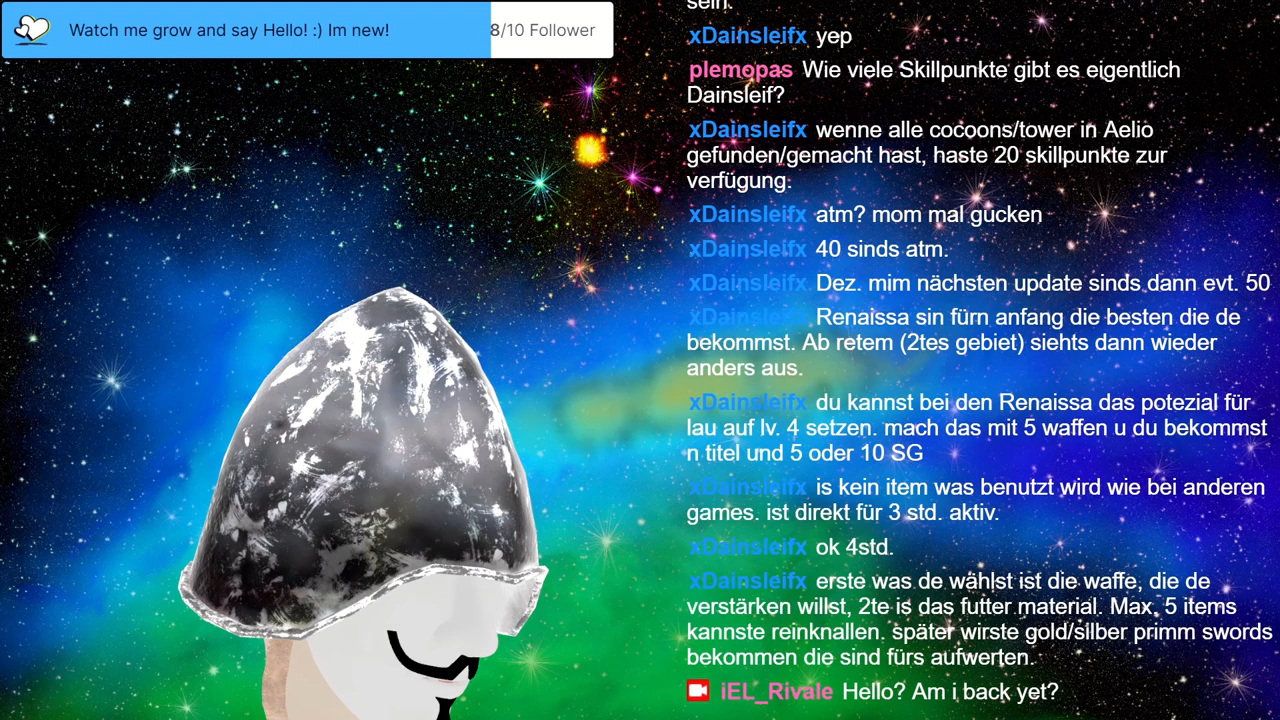 Watch me grow and say Hello! :) Im new!
8/10 Follower
sein.
xDainsleifx yep
plemopas Wie viele Skillpunkte gibt es eigentlich
Dainsleif?
xDainsleifx wenne alle cocoons/tower in Aelio
gefunden/gemacht hast, haste 20 skillpunkte zur
verfügung.
xDainsleifx atm? mom mal gucken
xDainsleifx 40 sinds atm.
xDainsleifx Dez. mim nächsten update sinds dann evt. 50
xDainsleifx Renaissa sin fürn anfang die besten die de
bekommst. Ab retem (2tes gebiet) siehts dann wieder
anders aus.
xDainsleifx du kannst bei den Renaissa das potezial für
lau auf lv. 4 setzen. mach das mit 5 waffen u du bekommst
n titel und 5 oder 10 SG
xDainsleifx is kein item was benutzt wird wie bei anderen
games. ist direkt für 3 std. aktiv.
xDainsleifx ok 4std.
xDainsleifx erste was de wählst ist die waffe, die de
verstärken willst, 2te is das futter material. Max. 5 items
kannste reinknallen. später wirste gold/silber primm swords
bekommen die sind fürs aufwerten.
iEL_Rivale Hello? Am i back yet?